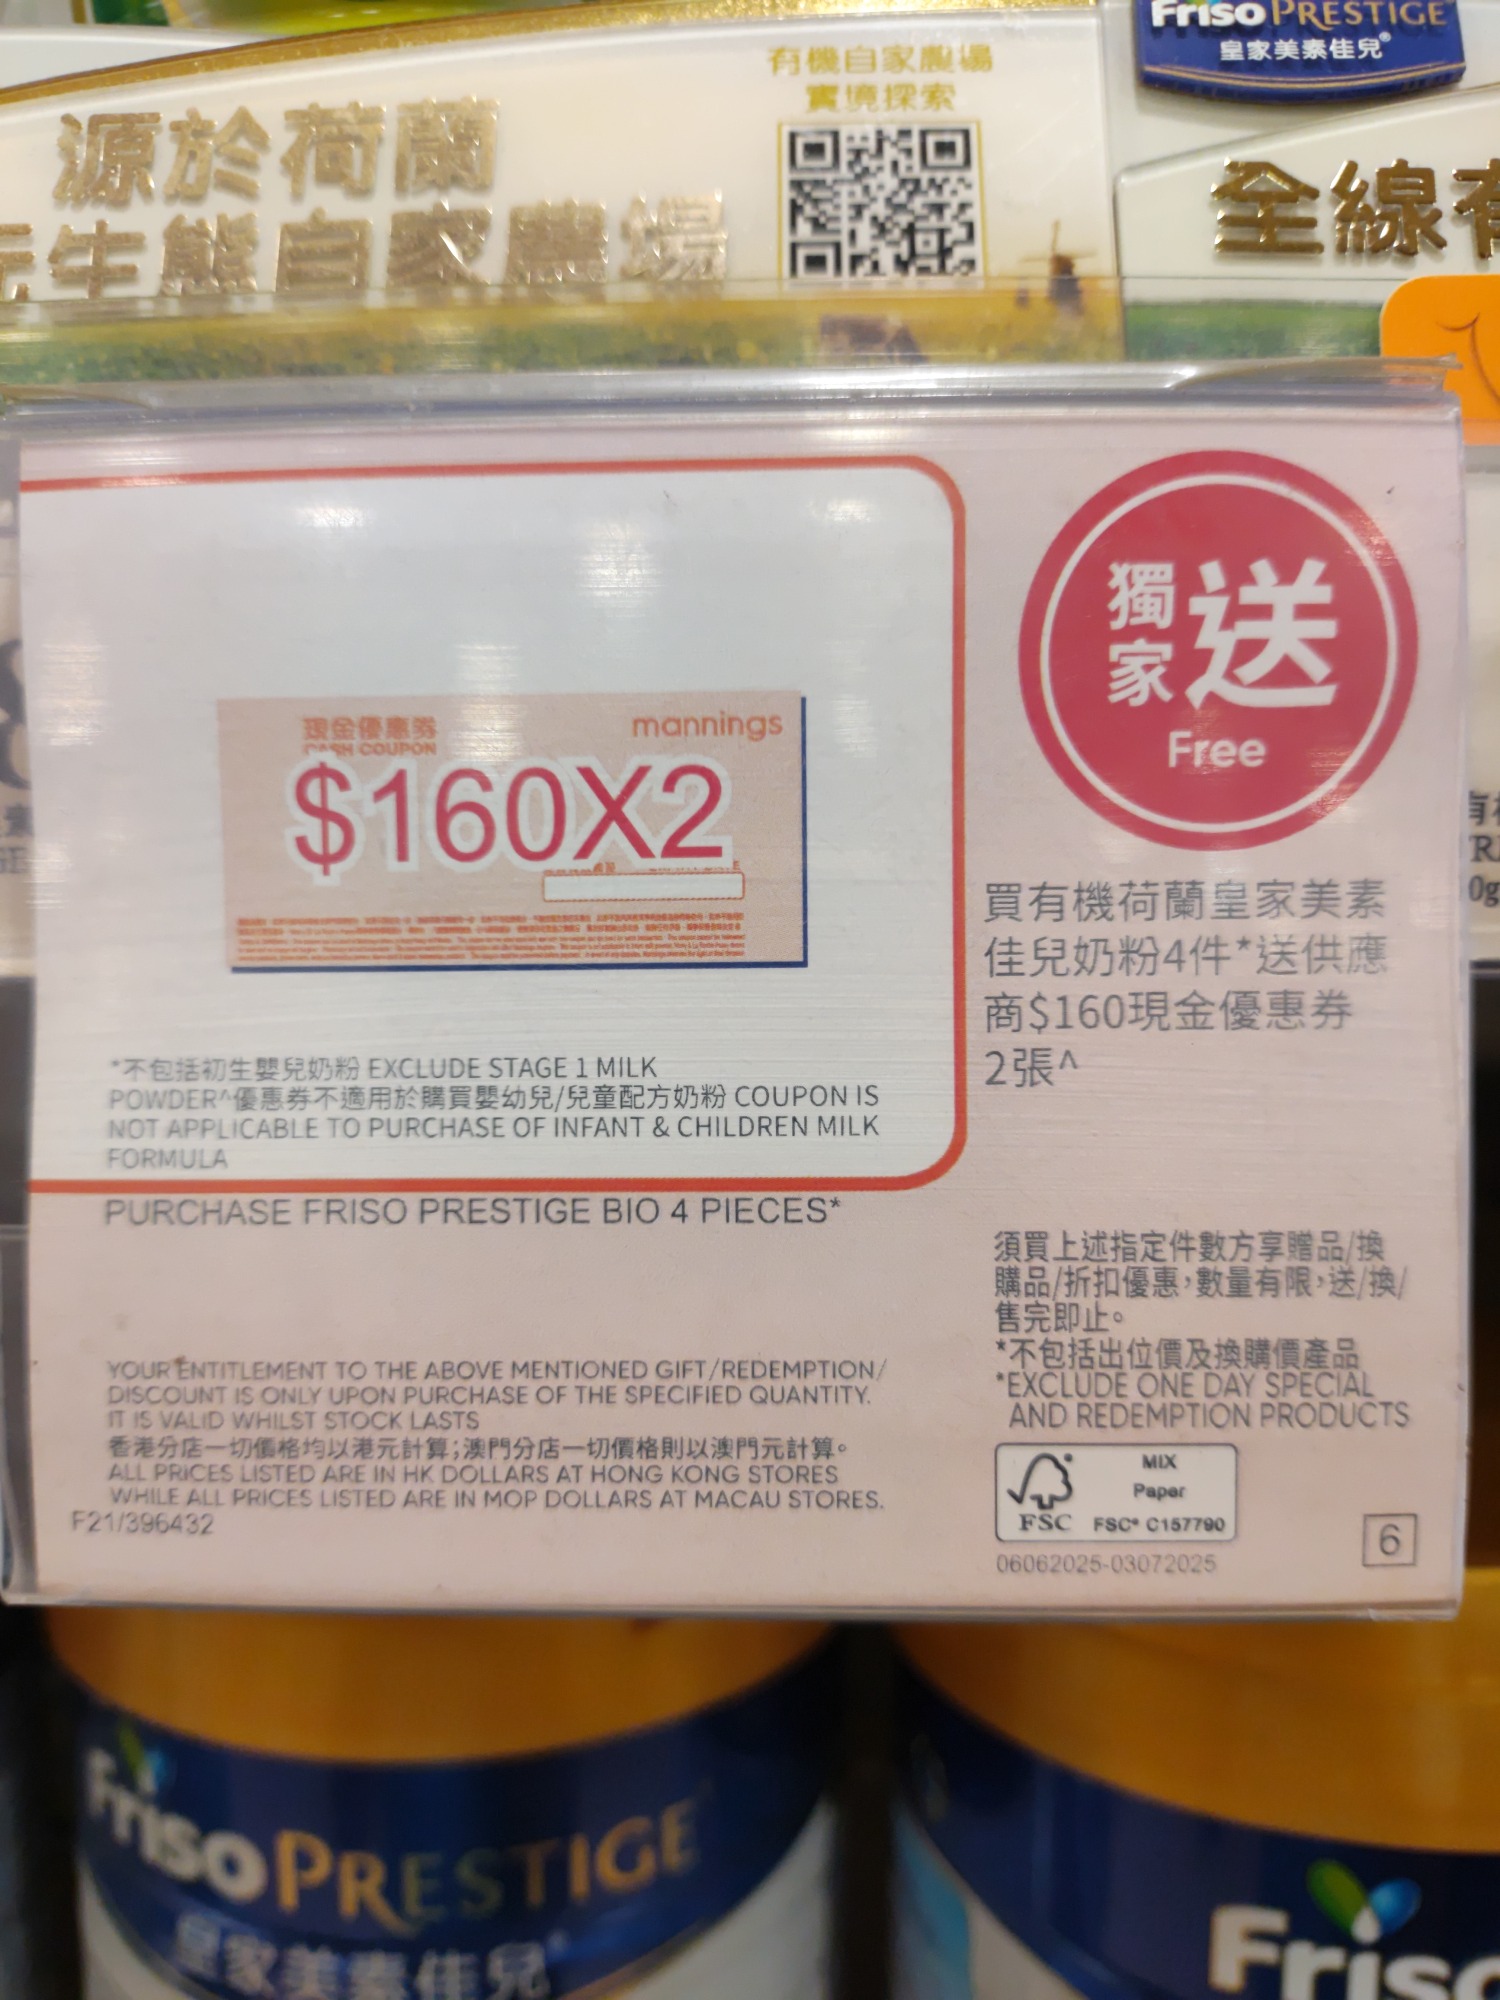 有機自家農場
實境探索
Friso PRESTIGE
皇家美素佳兒®
源於荷蘭
自家農場
全線
獨家送
Free
現金優惠券
CASH COUPON
mannings
$160X2
買有機荷蘭皇家美素
佳兒奶粉4件*送供應
商$160現金優惠券
2張^
*不包括初生嬰兒奶粉 EXCLUDE STAGE 1 MILK
POWDER^優惠券不適用於購買嬰幼兒/兒童配方奶粉 COUPON IS
NOT APPLICABLE TO PURCHASE OF INFANT & CHILDREN MILK
FORMULA
PURCHASE FRISO PRESTIGE BIO 4 PIECES*
須買上述指定件數方享贈品/換
購品/折扣優惠,數量有限,送/換/
售完即止。
*不包括出位價及換購價產品
*EXCLUDE ONE DAY SPECIAL
AND REDEMPTION PRODUCTS
YOUR ENTITLEMENT TO THE ABOVE MENTIONED GIFT/REDEMPTION/
DISCOUNT IS ONLY UPON PURCHASE OF THE SPECIFIED QUANTITY.
IT IS VALID WHILST STOCK LASTS
香港分店一切價格均以港元計算;澳門分店一切價格則以澳門元計算。
ALL PRICES LISTED ARE IN HK DOLLARS AT HONG KONG STORES
WHILE ALL PRICES LISTED ARE IN MOP DOLLARS AT MACAU STORES.
F21/396432
MIX
Paper
FSC FSC® C157790
06062025-03072025
6
Friso PRESTIGE
皇家美素佳兒®
Friso